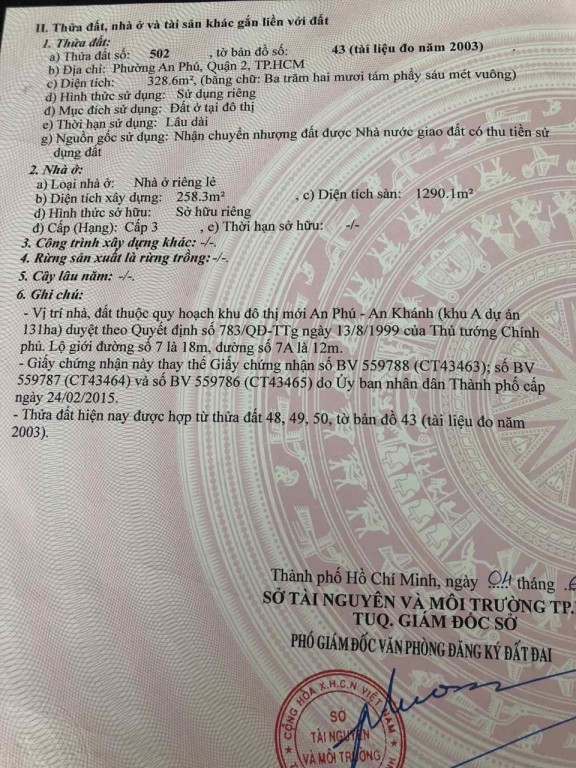 II. Thửa đất, nhà ở và tài sản khác gắn liền với đất
1. Thửa đất:
a) Thửa đất số: 502 , tờ bản đồ số: 43 (tài liệu đo năm 2003)
b) Địa chỉ: Phường An Phú, Quận 2, TP.HCM
c) Diện tích: 328.6m², (bằng chữ: Ba trăm hai mươi tám phẩy sáu mét vuông)
d) Hình thức sử dụng: Sử dụng riêng
đ) Mục đích sử dụng: Đất ở tại đô thị
e) Thời hạn sử dụng: Lâu dài
g) Nguồn gốc sử dụng: Nhận chuyển nhượng đất được Nhà nước giao đất có thu tiền sử
dụng đất
2. Nhà ở:
a) Loại nhà ở: Nhà ở riêng lẻ
b) Diện tích xây dựng: 258.3m² , c) Diện tích sàn: 1290.1m²
d) Hình thức sở hữu: Sở hữu riêng
đ) Cấp (Hạng): Cấp 3 , e) Thời hạn sở hữu: -/-
3. Công trình xây dựng khác: -/-.
4. Rừng sản xuất là rừng trồng: -/-.
5. Cây lâu năm: -/-.
6. Ghi chú:
- Vị trí nhà, đất thuộc quy hoạch khu đô thị mới An Phú - An Khánh (khu A dự án
131ha) duyệt theo Quyết định số 783/QĐ-TTg ngày 13/8/1999 của Thủ tướng Chính
phủ. Lộ giới đường số 7 là 18m, đường số 7A là 12m.
- Giấy chứng nhận này thay thế Giấy chứng nhận số BV 559788 (CT43463); số BV
559787 (CT43464) và số BV 559786 (CT43465) do Ủy ban nhân dân Thành phố cấp
ngày 24/02/2015.
- Thửa đất hiện nay được hợp từ thửa đất 48, 49, 50, tờ bản đồ 43 (tài liệu đo năm
2003).
Thành phố Hồ Chí Minh, ngày 04 tháng
SỞ TÀI NGUYÊN VÀ MÔI TRƯỜNG TP.
TUQ. GIÁM ĐỐC SỞ
PHÓ GIÁM ĐỐC VĂN PHÒNG ĐĂNG KÝ ĐẤT ĐAI
CỘNG HÒA X.H.C.N VIỆT NAM
SỞ
TÀI NGUYÊN
VÀ MÔI TRƯỜNG